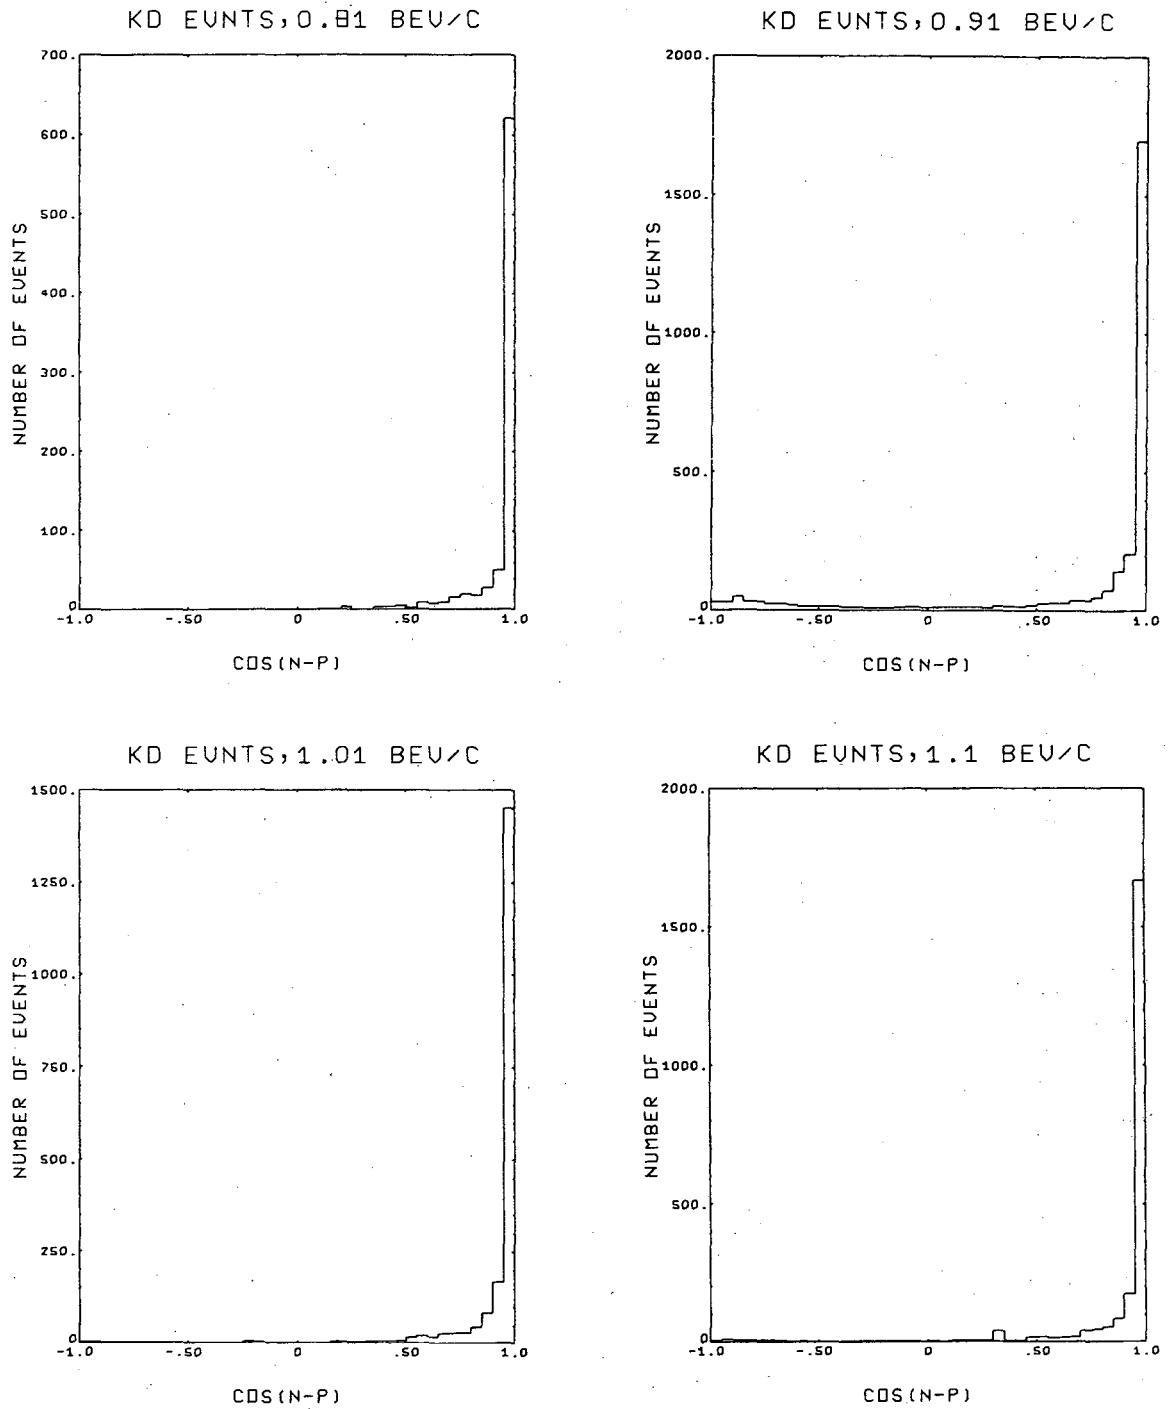 KD EVNTS,0.81 BEV/C
700.
600.
500.
400.
300.
200.
100.
0
-1.0 -.50 0 .50 1.0
NUMBER OF EVENTS
COS(N-P)
KD EVNTS,0.91 BEV/C
2000.
1500.
1000.
500.
0
-1.0 -.50 0 .50 1.0
NUMBER OF EVENTS
COS(N-P)
KD EVNTS,1.01 BEV/C
1500.
1250.
1000.
750.
500.
250.
0
-1.0 -.50 0 .50 1.0
NUMBER OF EVENTS
COS(N-P)
KD EVNTS,1.1 BEV/C
2000.
1500.
1000.
500.
0
-1.0 -.50 0 .50 1.0
NUMBER OF EVENTS
COS(N-P)